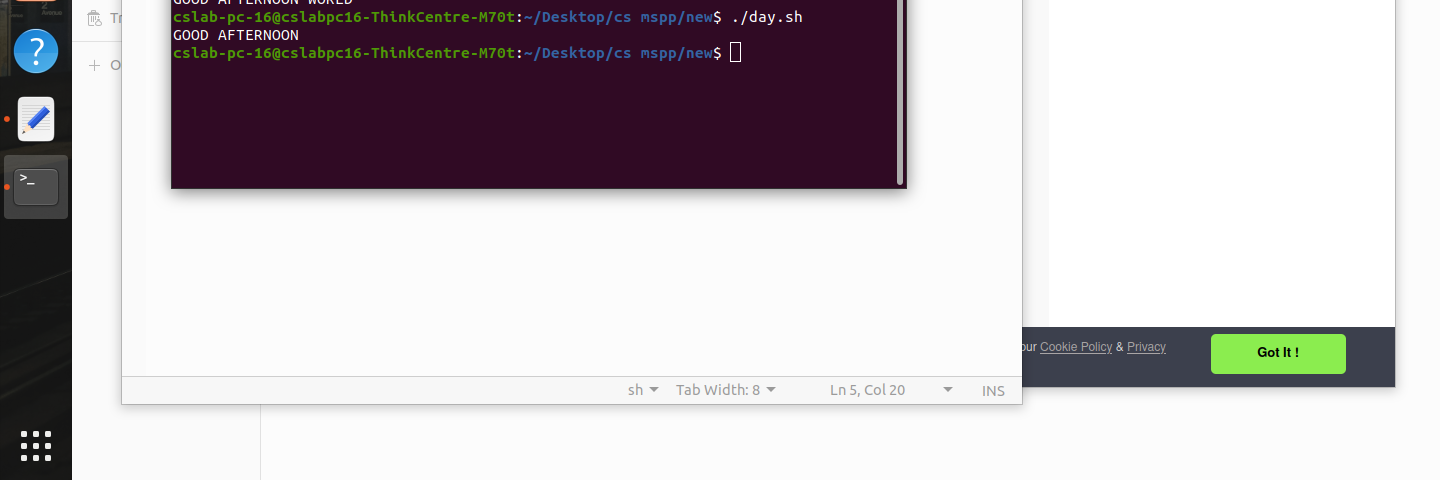 GOOD AFTERNOON WORLD
cslab-pc-16@cslabpc16-ThinkCentre-M70t:~/Desktop/cs mspp/new$ ./day.sh
GOOD AFTERNOON
cslab-pc-16@cslabpc16-ThinkCentre-M70t:~/Desktop/cs mspp/new$
Tr
+ O
?
>_
our Cookie Policy & Privacy
Got It !
sh Tab Width: 8 Ln 5, Col 20 INS